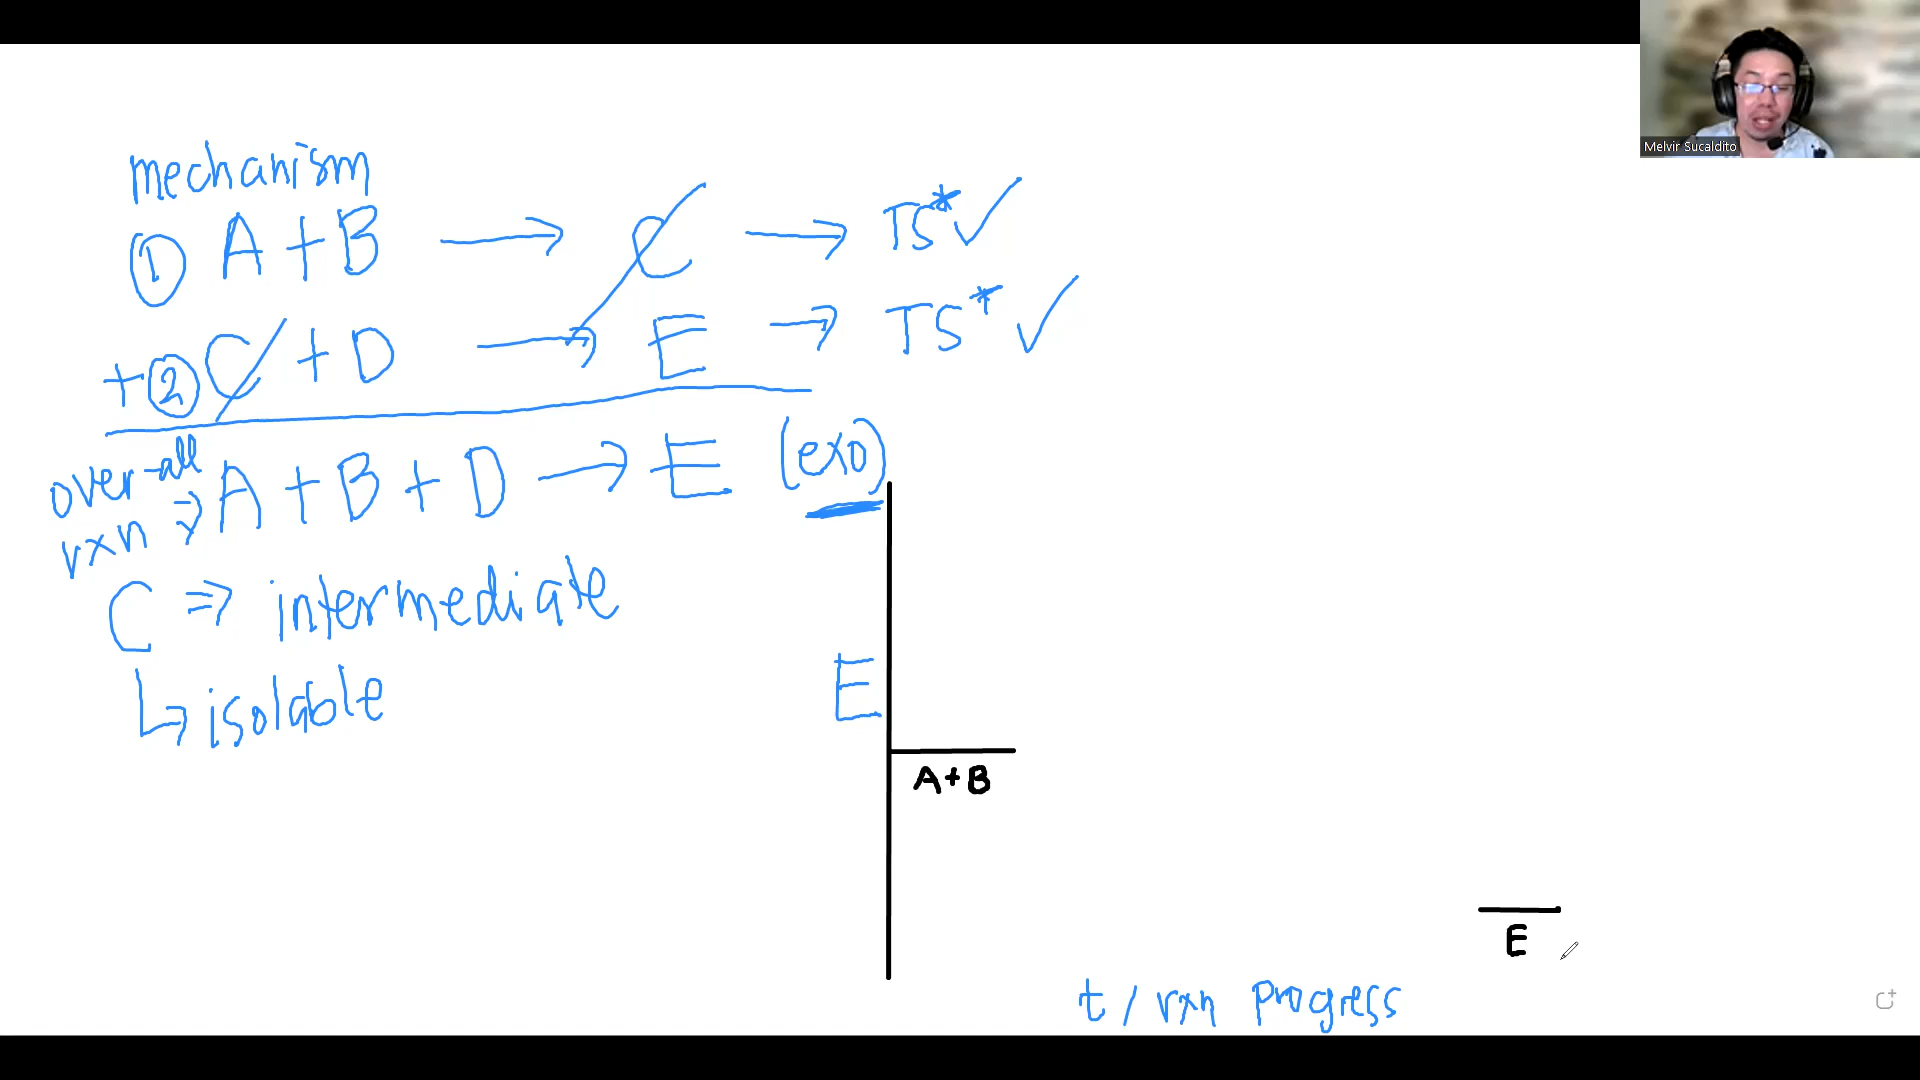 Melvir Sucaldito
mechanism
① A + B → C → TS* ✓
+ ② C + D → E → TS* ✓
over-all rxn ⇒ A + B + D → E (exo)
C ⇒ intermediate
↳ isolable
E
A+B
E
t / rxn progress